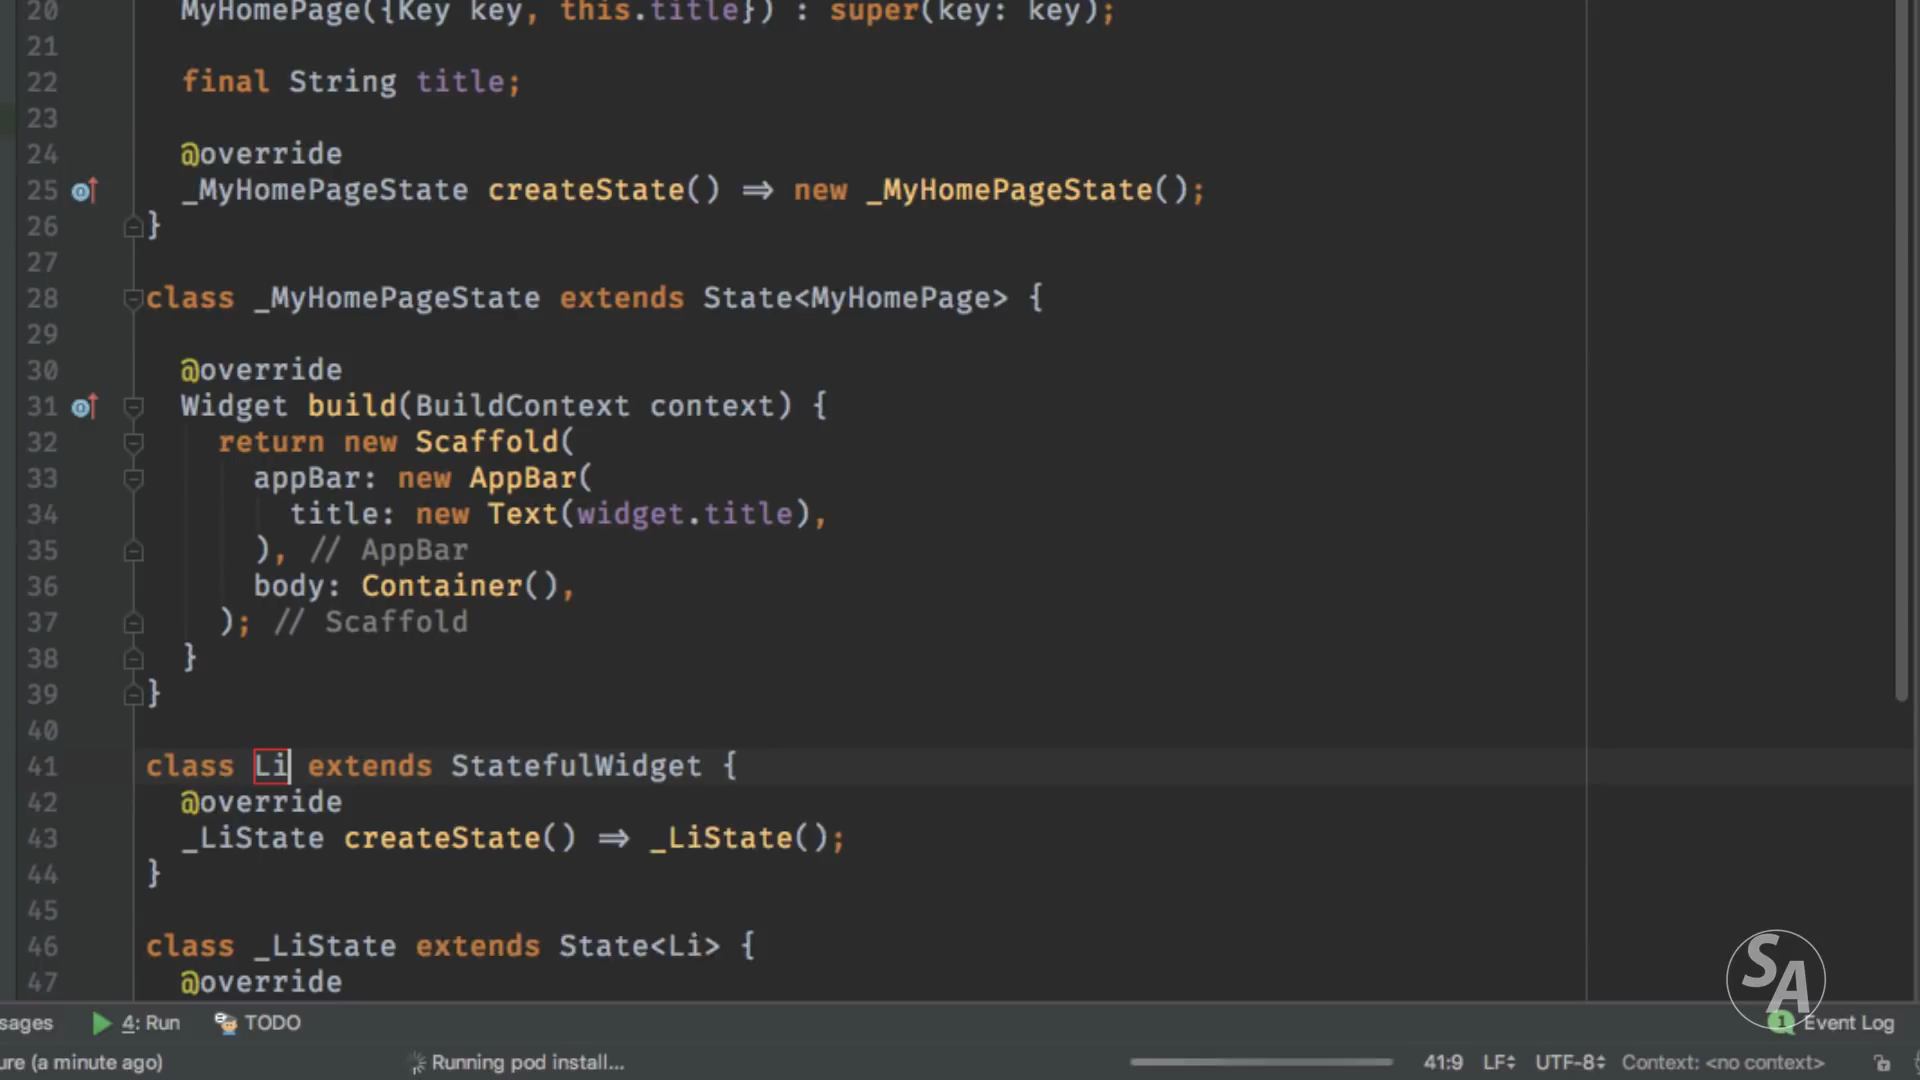 20 MyHomePage({Key key, this.title}) : super(key: key);
21
22 final String title;
23
24 @override
25 _MyHomePageState createState() => new _MyHomePageState();
26 }
27
28 class _MyHomePageState extends State<MyHomePage> {
29
30 @override
31 Widget build(BuildContext context) {
32 return new Scaffold(
33 appBar: new AppBar(
34 title: new Text(widget.title),
35 ), // AppBar
36 body: Container(),
37 ); // Scaffold
38 }
39 }
40
41 class Li extends StatefulWidget {
42 @override
43 _LiState createState() => _LiState();
44 }
45
46 class _LiState extends State<Li> {
47 @override
SA
sages 4: Run TODO 1 Event Log
ure (a minute ago) Running pod install... 41:9 LF UTF-8 Context: <no context>